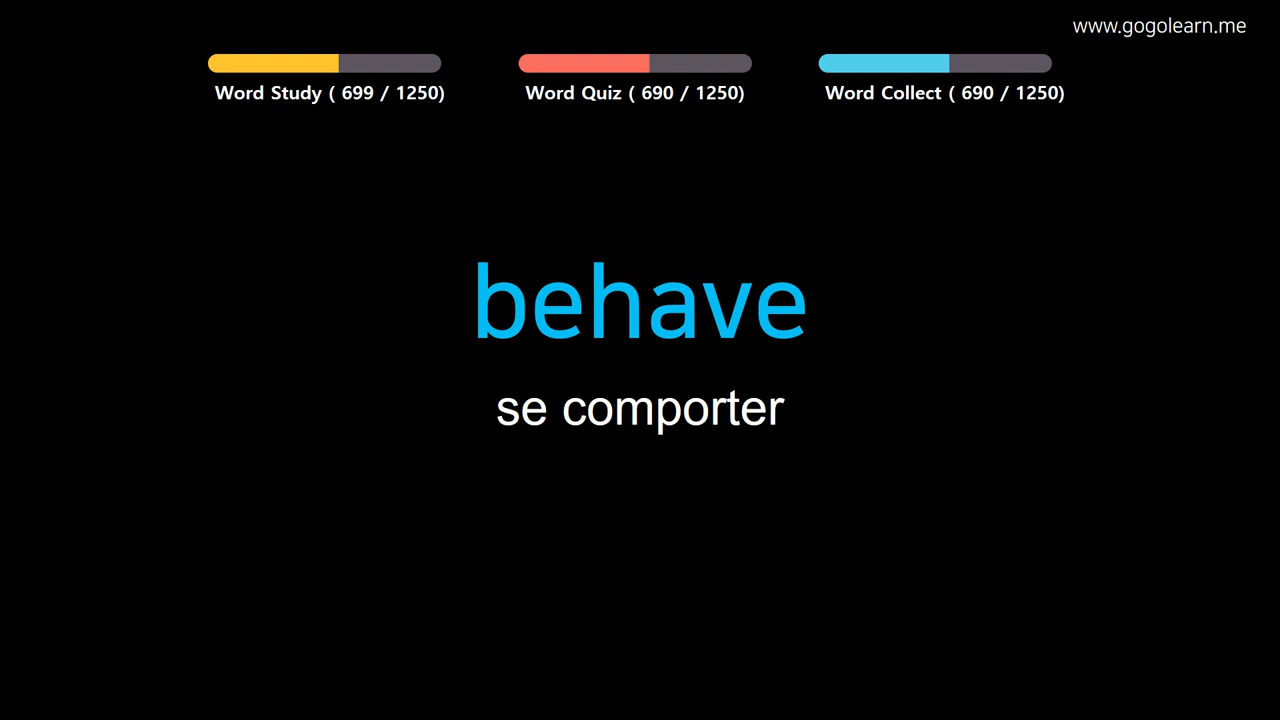 www.gogolearn.me
Word Study ( 699 / 1250)
Word Quiz ( 690 / 1250)
Word Collect ( 690 / 1250)
behave
se comporter